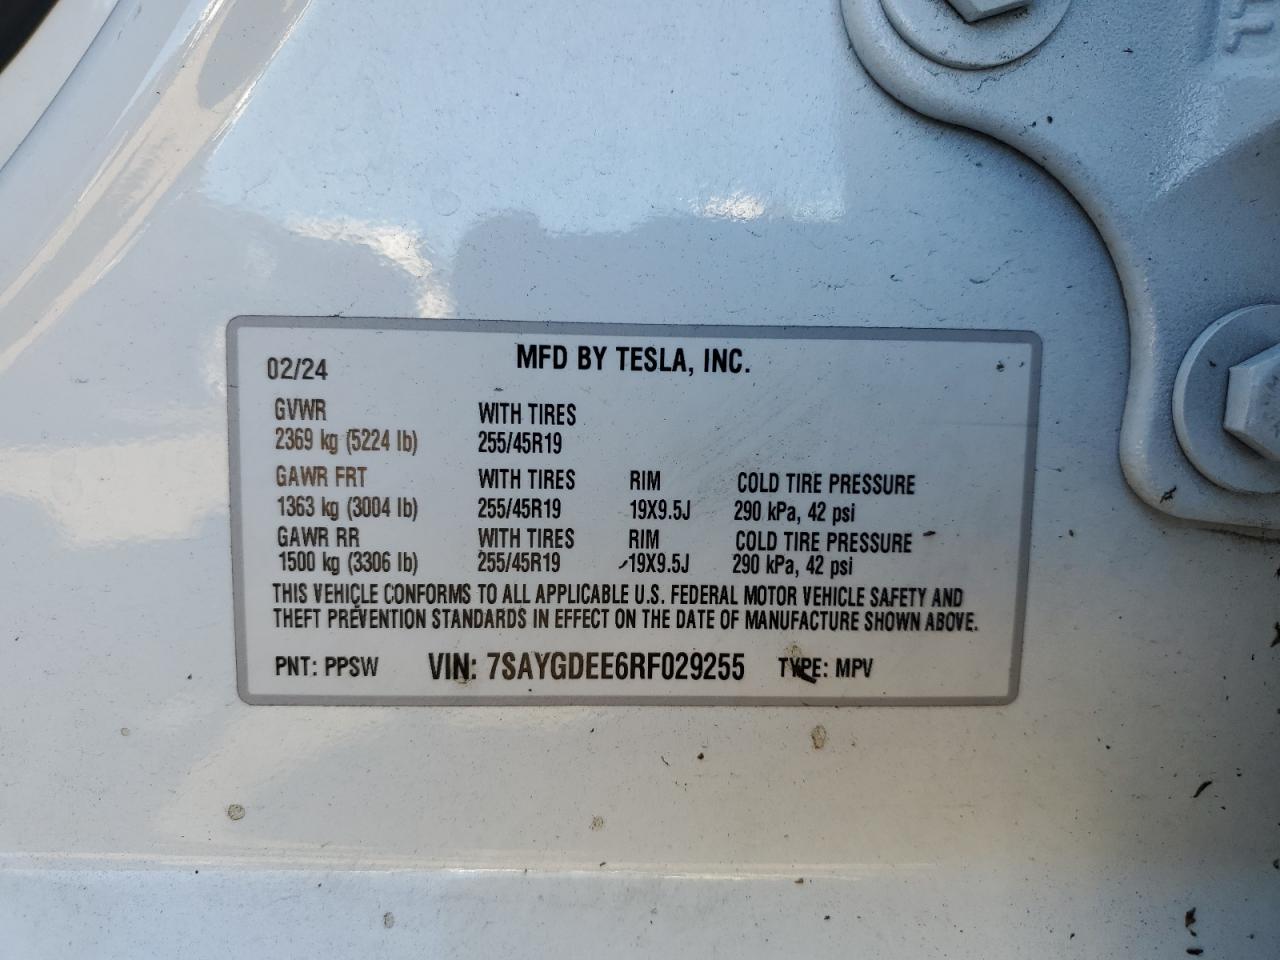 02/24 MFD BY TESLA, INC.
GVWR WITH TIRES
2369 kg (5224 lb) 255/45R19
GAWR FRT WITH TIRES RIM COLD TIRE PRESSURE
1363 kg (3004 lb) 255/45R19 19X9.5J 290 kPa, 42 psi
GAWR RR WITH TIRES RIM COLD TIRE PRESSURE
1500 kg (3306 lb) 255/45R19 19X9.5J 290 kPa, 42 psi
THIS VEHICLE CONFORMS TO ALL APPLICABLE U.S. FEDERAL MOTOR VEHICLE SAFETY AND
THEFT PREVENTION STANDARDS IN EFFECT ON THE DATE OF MANUFACTURE SHOWN ABOVE.
PNT: PPSW VIN: 7SAYGDEE6RF029255 TYPE: MPV